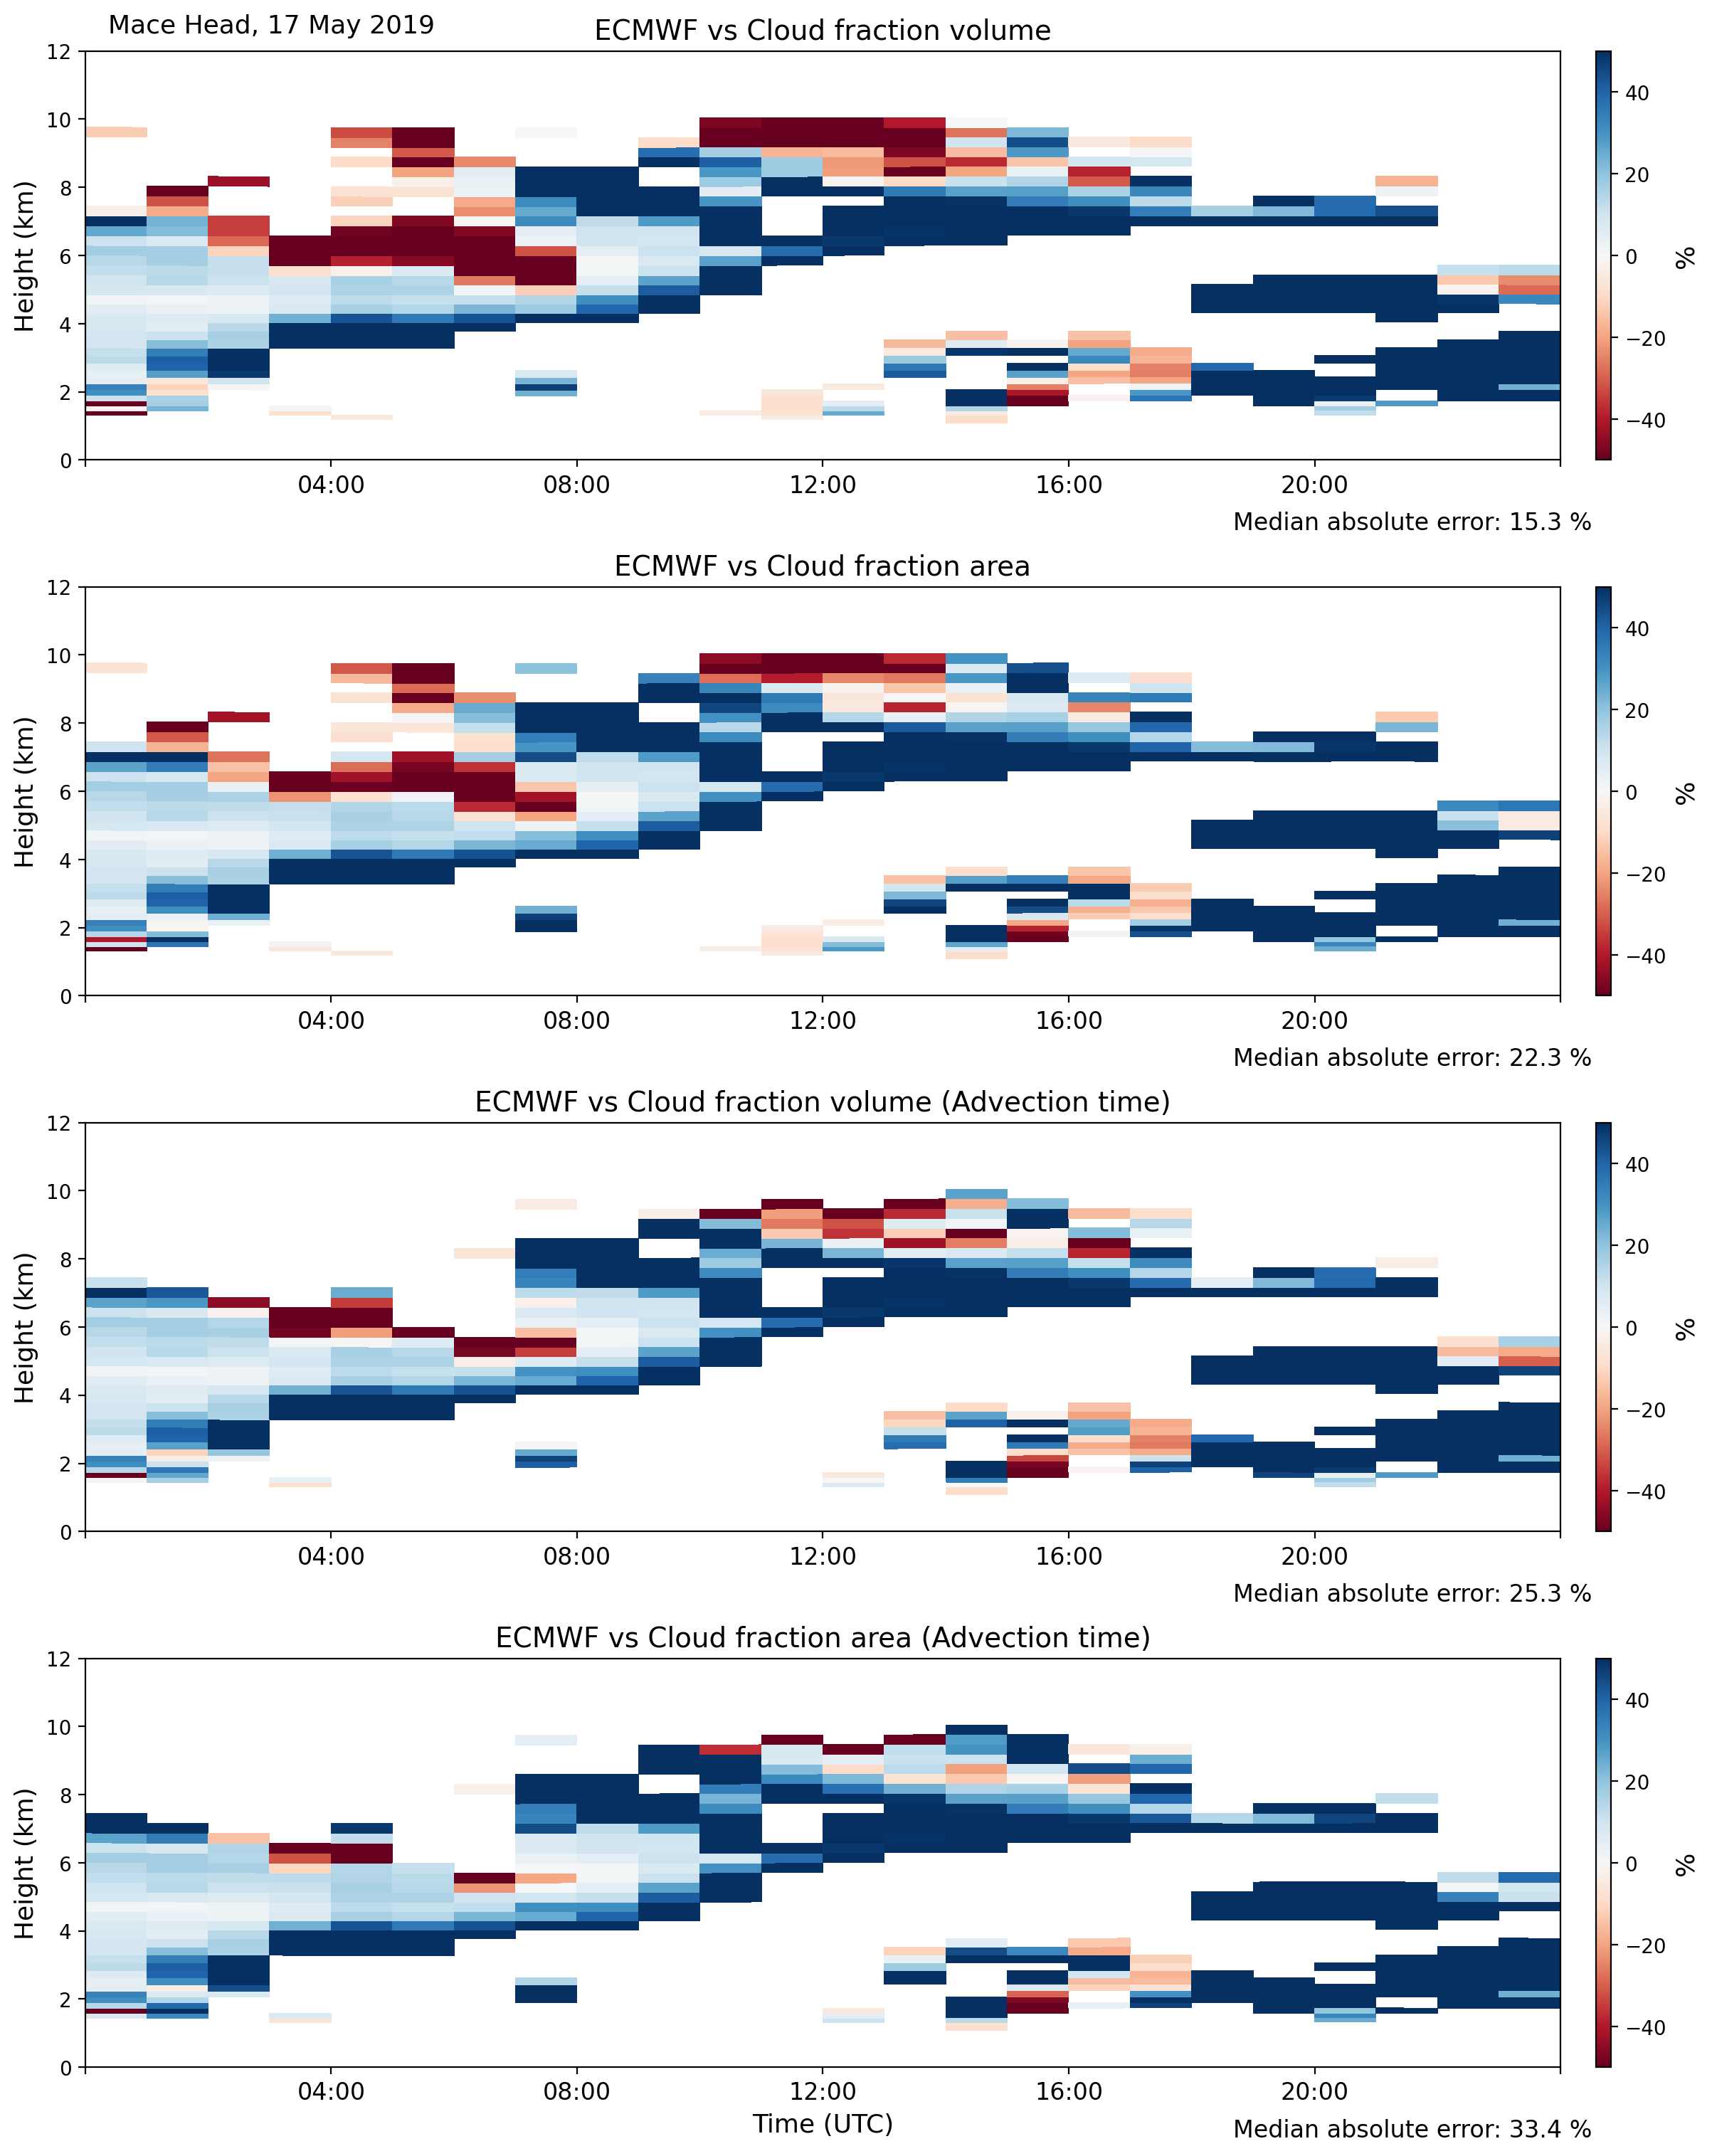 Mace Head, 17 May 2019
ECMWF vs Cloud fraction volume
12
10
8
6
4
2
0
Height (km)
04:00 08:00 12:00 16:00 20:00
40
20
0
−20
−40
%
Median absolute error: 15.3 %
ECMWF vs Cloud fraction area
12
10
8
6
4
2
0
Height (km)
04:00 08:00 12:00 16:00 20:00
40
20
0
−20
−40
%
Median absolute error: 22.3 %
ECMWF vs Cloud fraction volume (Advection time)
12
10
8
6
4
2
0
Height (km)
04:00 08:00 12:00 16:00 20:00
40
20
0
−20
−40
%
Median absolute error: 25.3 %
ECMWF vs Cloud fraction area (Advection time)
12
10
8
6
4
2
0
Height (km)
04:00 08:00 12:00 16:00 20:00
40
20
0
−20
−40
%
Time (UTC)
Median absolute error: 33.4 %